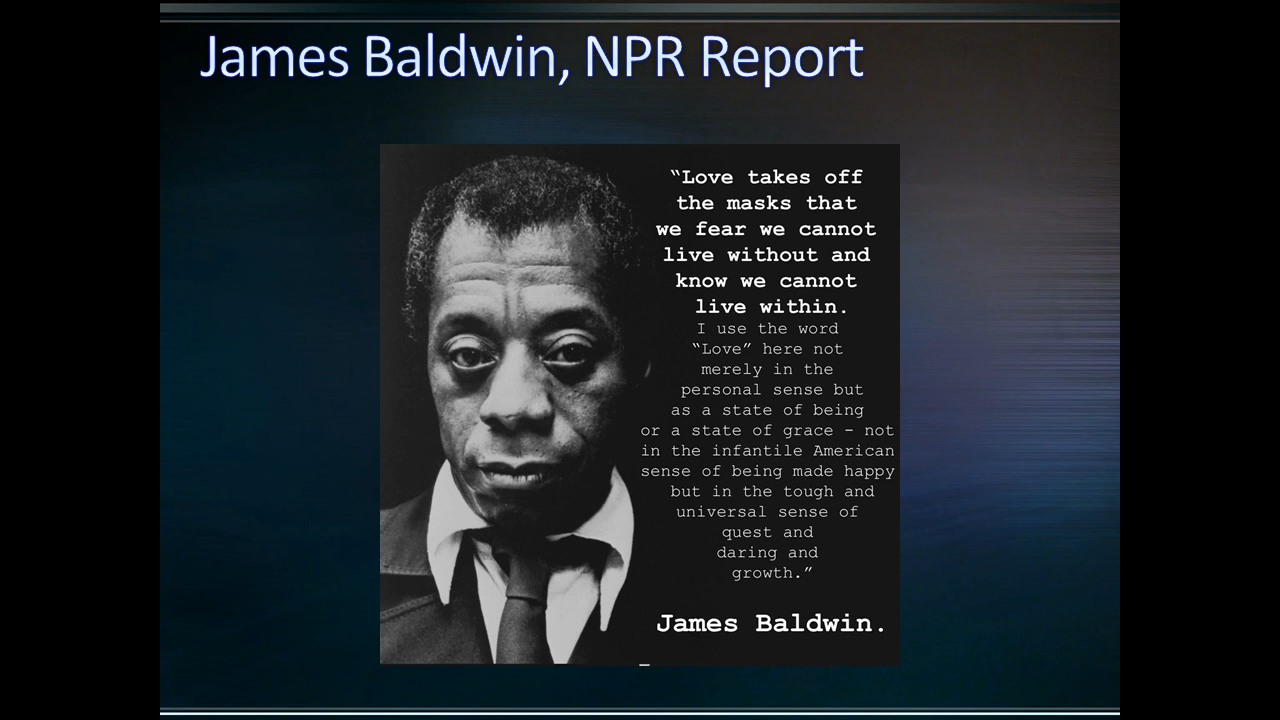 James Baldwin, NPR Report
“Love takes off
the masks that
we fear we cannot
live without and
know we cannot
live within.
I use the word
“Love” here not
merely in the
personal sense but
as a state of being
or a state of grace - not
in the infantile American
sense of being made happy
but in the tough and
universal sense of
quest and
daring and
growth.”
James Baldwin.